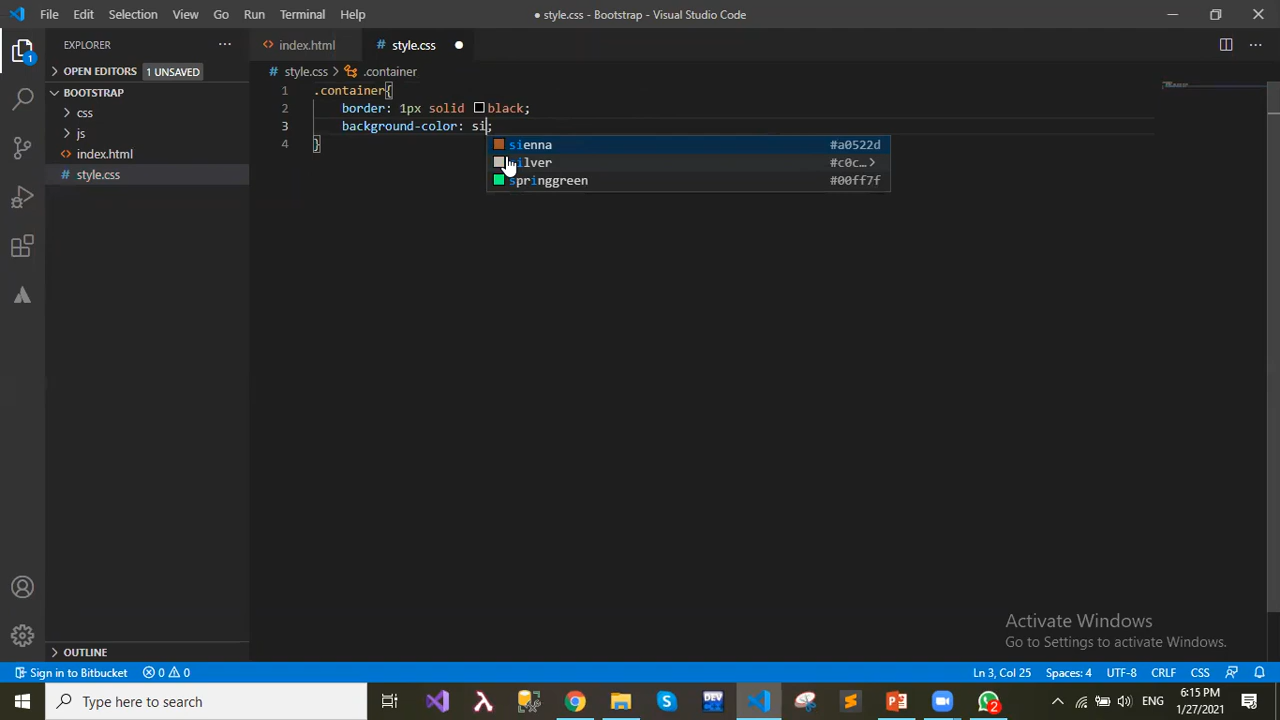 File Edit Selection View Go Run Terminal Help
● style.css - Bootstrap - Visual Studio Code
EXPLORER
index.html
# style.css
OPEN EDITORS 1 UNSAVED
style.css > .container
BOOTSTRAP
css
js
index.html
# style.css
1 .container{
2 border: 1px solid black;
3 background-color: si;
4 }
sienna #a0522d
silver #c0c...
springgreen #00ff7f
Activate Windows
Go to Settings to activate Windows.
OUTLINE
Sign in to Bitbucket 0 0
Ln 3, Col 25 Spaces: 4 UTF-8 CRLF CSS
Type here to search
DEV
2
ENG
6:15 PM
1/27/2021
1